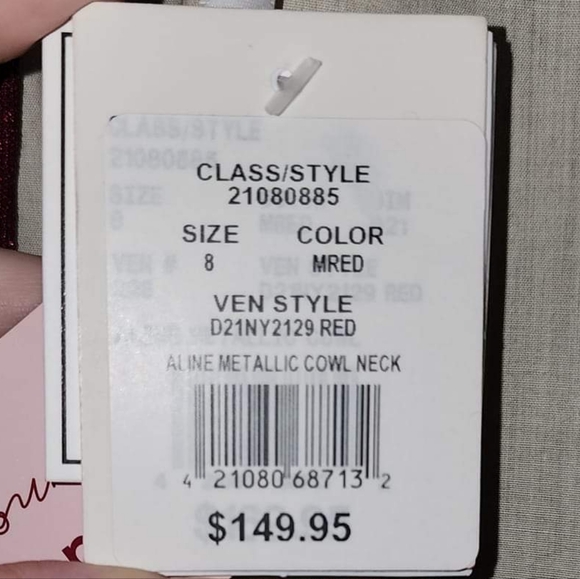 CLASS/STYLE
21080885
SIZE COLOR
8 MRED
VEN STYLE
D21NY2129 RED
ALINE METALLIC COWL NECK
4 21080 68713 2
$149.95